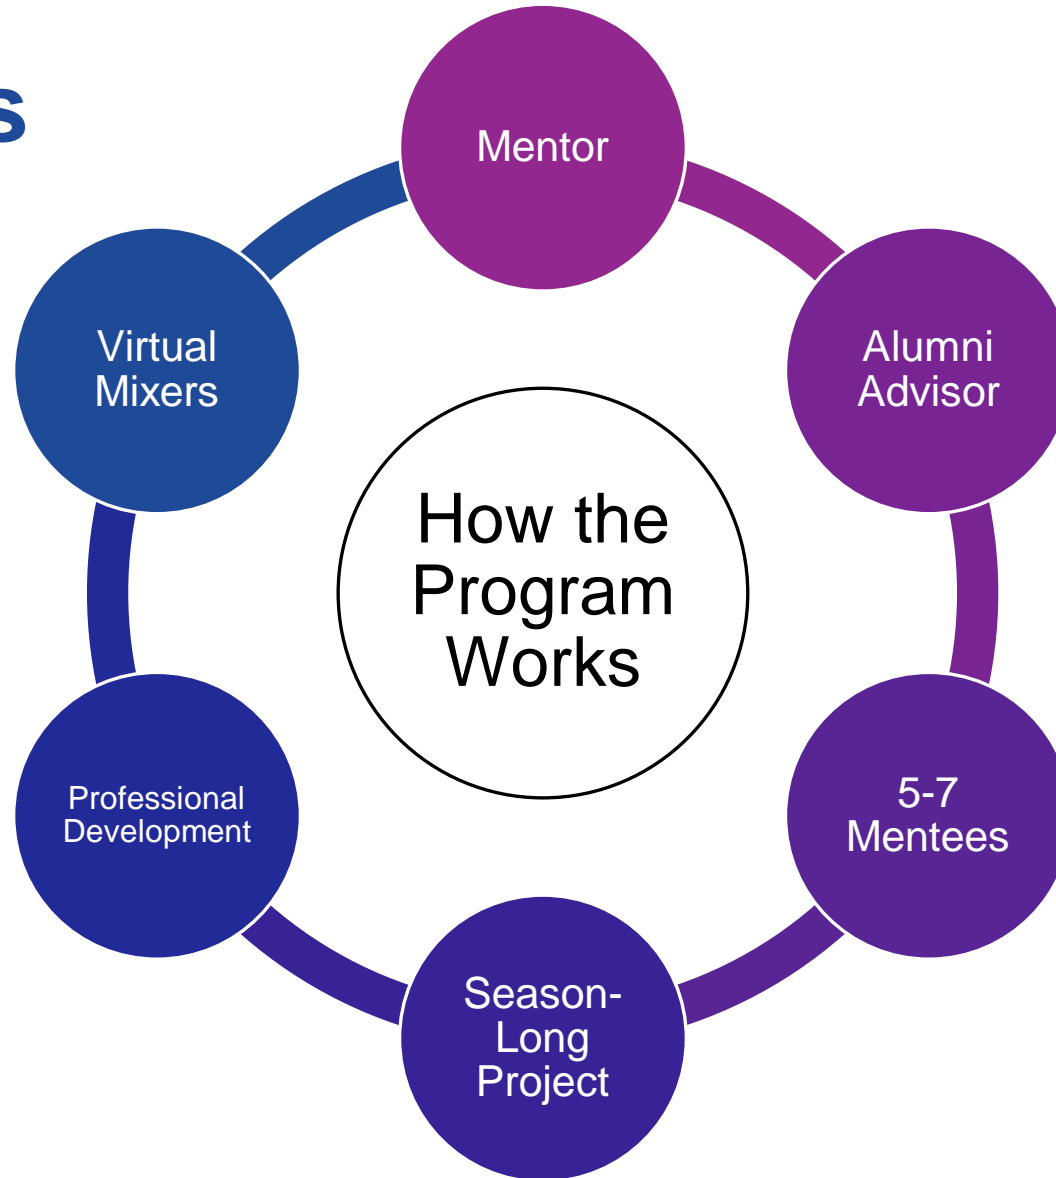 s
Mentor
Virtual
Mixers
Alumni
Advisor
How the
Program
Works
Professional
Development
5-7
Mentees
Season-
Long
Project